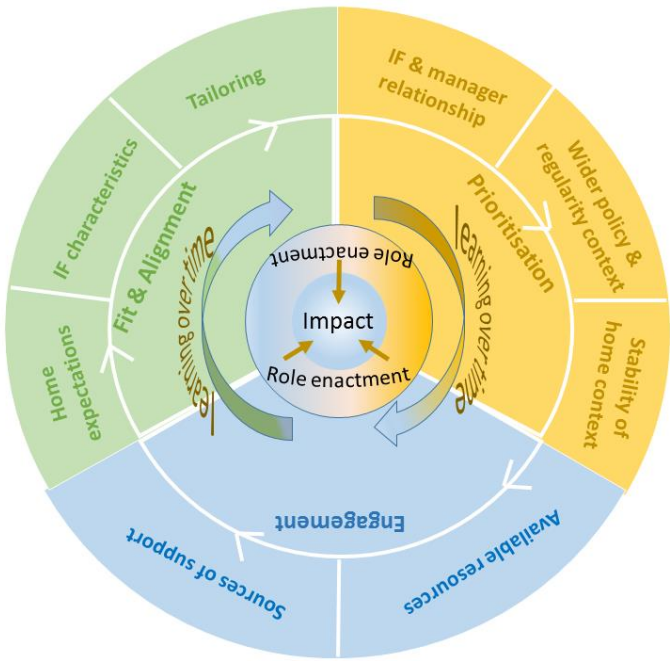 Tailoring
IF & manager
relationship
IF characteristics
Wider policy &
regularity context
Fit & Alignment
Prioritisation
learning over time
Role enactment
learning over time
Impact
Role enactment
Home
expectations
Stability of
home context
Engagement
Sources of support
Available resources